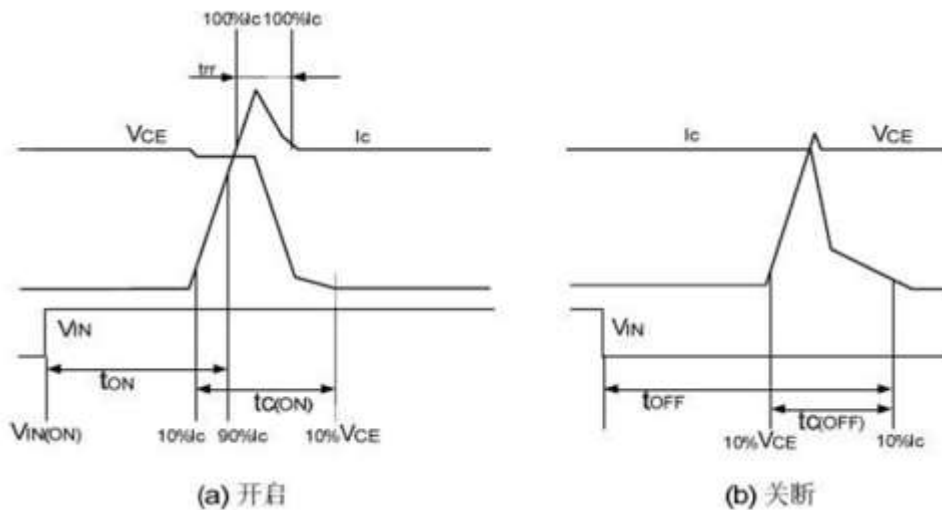 100%Ic 100%Ic
trr
VCE Ic
VIN
tON
tC(ON)
VIN(ON) 10%Ic 90%Ic 10%VCE
(a) 开启
Ic VCE
VIN
tOFF
tC(OFF)
10%VCE 10%Ic
(b) 关断